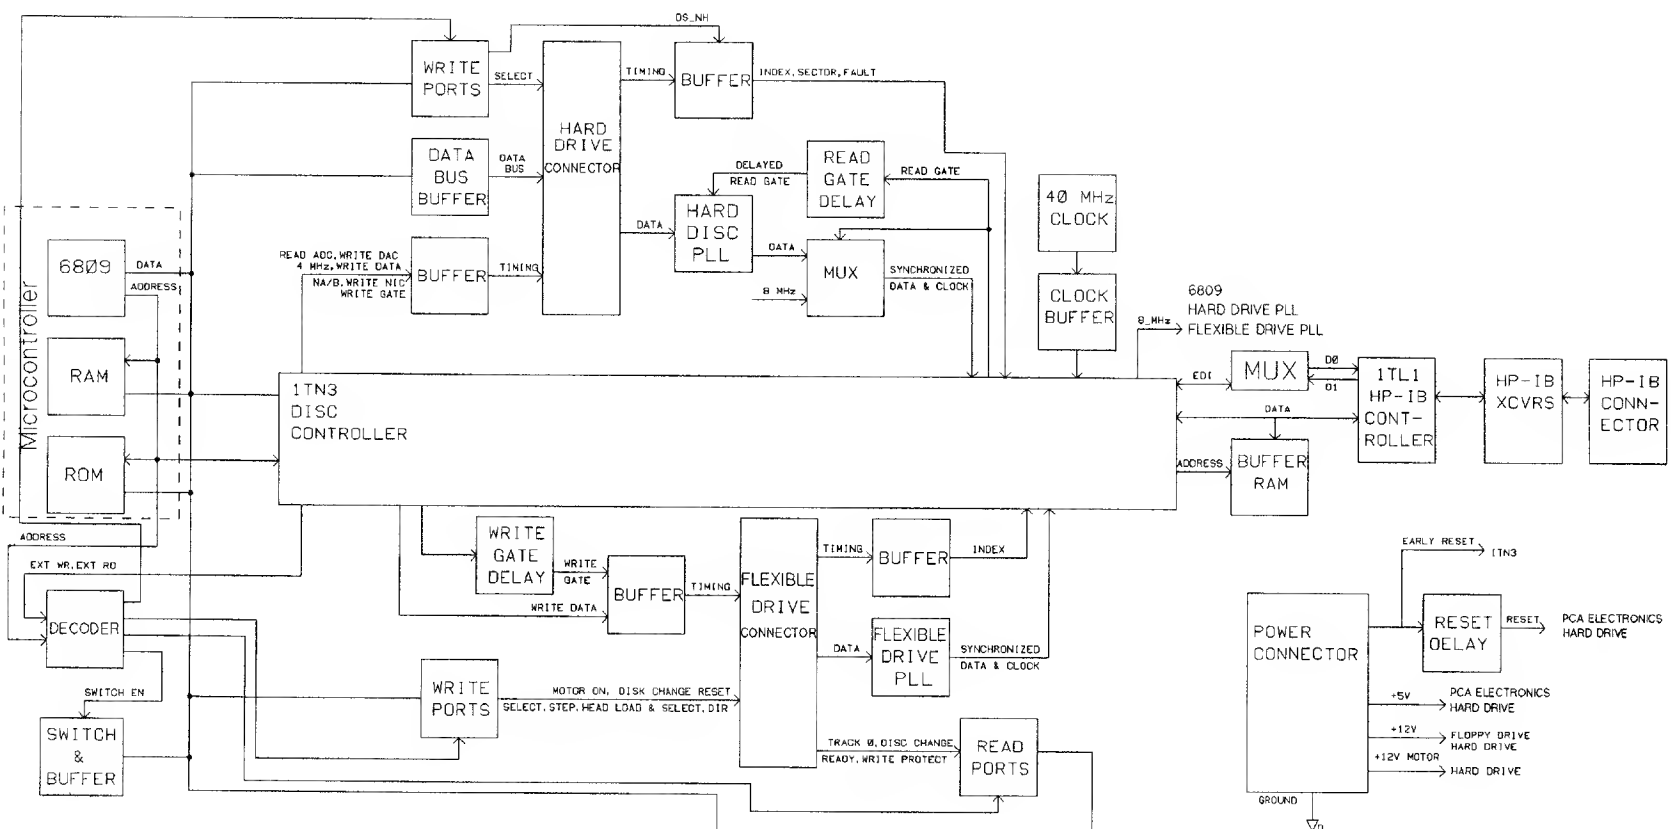 DS_NH
WRITE
PORTS
SELECT
HARD
DRIVE
CONNECTOR
TIMING
BUFFER
INDEX, SECTOR, FAULT
DATA
BUS
BUFFER
DATA
BUS
DELAYED
READ GATE
READ
GATE
DELAY
READ GATE
40 MHz
CLOCK
HARD
DISC
PLL
DATA
DATA
MUX
8 MHz
SYNCHRONIZED
DATA & CLOCK
READ ADC, WRITE DAC
4 MHz, WRITE DATA
NA/B, WRITE NIC
WRITE GATE
BUFFER
TIMING
CLOCK
BUFFER
Microcontroller
6809
DATA
ADDRESS
RAM
ROM
8_MHz
6809
HARD DRIVE PLL
FLEXIBLE DRIVE PLL
1TN3
DISC
CONTROLLER
EDI
MUX
D0
D1
1TL1
HP-IB
CONT-
ROLLER
HP-IB
XCVRS
HP-IB
CONN-
ECTOR
DATA
ADDRESS
BUFFER
RAM
ADDRESS
EXT WR, EXT RD
DECODER
SWITCH EN
SWITCH
&
BUFFER
WRITE
GATE
DELAY
WRITE
GATE
WRITE DATA
BUFFER
TIMING
FLEXIBLE
DRIVE
CONNECTOR
TIMING
BUFFER
INDEX
DATA
FLEXIBLE
DRIVE
PLL
SYNCHRONIZED
DATA & CLOCK
WRITE
PORTS
MOTOR ON, DISK CHANGE RESET
SELECT, STEP, HEAD LOAD & SELECT, DIR
TRACK 0, DISC CHANGE
READY, WRITE PROTECT
READ
PORTS
EARLY RESET
1TN3
POWER
CONNECTOR
RESET
DELAY
RESET
PCA ELECTRONICS
HARD DRIVE
+5V
PCA ELECTRONICS
HARD DRIVE
+12V
FLOPPY DRIVE
HARD DRIVE
+12V MOTOR
HARD DRIVE
GROUND